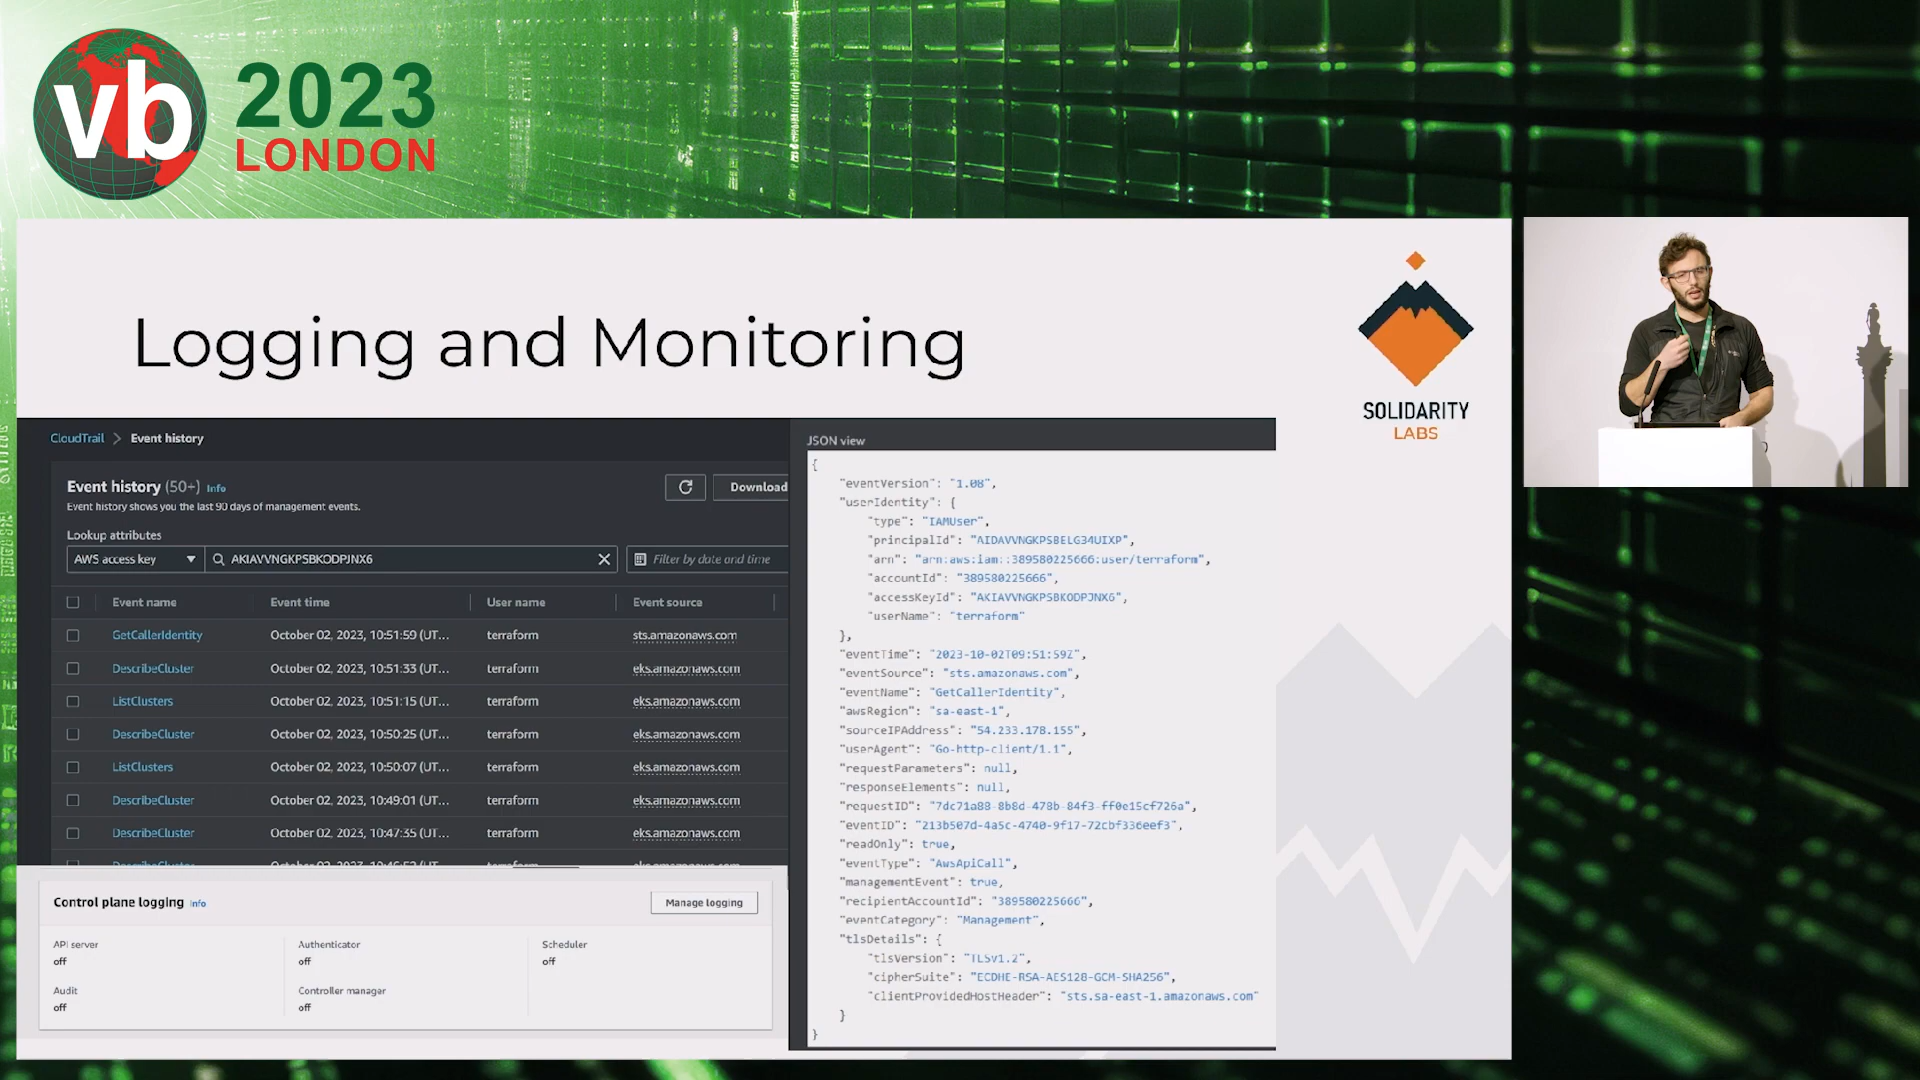 vb
2023
LONDON
Logging and Monitoring
SOLIDARITY
LABS
CloudTrail > Event history
Event history (50+) Info
Download
Event history shows you the last 90 days of management events.
Lookup attributes
AWS access key
AKIAVVNGKPSBKODPJNX6
Filter by date and time
Event name Event time User name Event source
GetCallerIdentity October 02, 2023, 10:51:59 (UT... terraform sts.amazonaws.com
DescribeCluster October 02, 2023, 10:51:33 (UT... terraform eks.amazonaws.com
ListClusters October 02, 2023, 10:51:15 (UT... terraform eks.amazonaws.com
DescribeCluster October 02, 2023, 10:50:25 (UT... terraform eks.amazonaws.com
ListClusters October 02, 2023, 10:50:07 (UT... terraform eks.amazonaws.com
DescribeCluster October 02, 2023, 10:49:01 (UT... terraform eks.amazonaws.com
DescribeCluster October 02, 2023, 10:47:35 (UT... terraform eks.amazonaws.com
Control plane logging Info
Manage logging
API server Authenticator Scheduler
off off off
Audit Controller manager
off off
JSON view
{
"eventVersion": "1.08",
"userIdentity": {
"type": "IAMUser",
"principalId": "AIDAVVNGKPSBELG34UIXP",
"arn": "arn:aws:iam::389580225666:user/terraform",
"accountId": "389580225666",
"accessKeyId": "AKIAVVNGKPSBKODPJNX6",
"userName": "terraform"
},
"eventTime": "2023-10-02T09:51:59Z",
"eventSource": "sts.amazonaws.com",
"eventName": "GetCallerIdentity",
"awsRegion": "sa-east-1",
"sourceIPAddress": "54.233.178.155",
"userAgent": "Go-http-client/1.1",
"requestParameters": null,
"responseElements": null,
"requestID": "7dc71a88-8b8d-478b-84f3-ff0e15cf726a",
"eventID": "213b507d-4a5c-4740-9f17-72cbf336eef3",
"readOnly": true,
"eventType": "AwsApiCall",
"managementEvent": true,
"recipientAccountId": "389580225666",
"eventCategory": "Management",
"tlsDetails": {
"tlsVersion": "TLSv1.2",
"cipherSuite": "ECDHE-RSA-AES128-GCM-SHA256",
"clientProvidedHostHeader": "sts.sa-east-1.amazonaws.com"
}
}